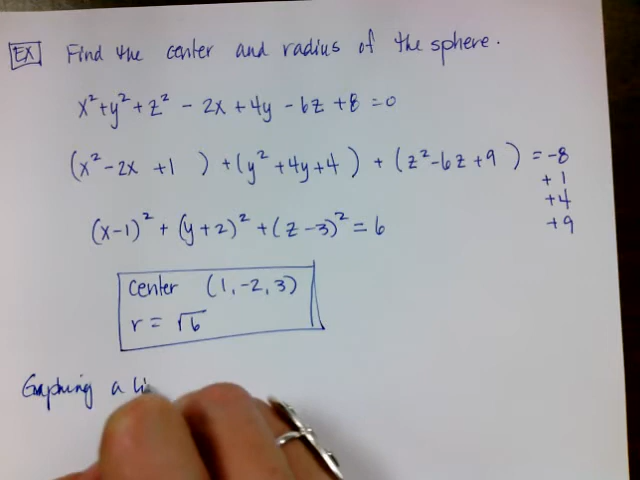 EX Find the center and radius of the sphere.
x² + y² + z² - 2x + 4y - 6z + 8 = 0
(x² - 2x + 1 ) + (y² + 4y + 4 ) + (z² - 6z + 9 ) = -8
+ 1
+ 4
+ 9
(x-1)² + (y+2)² + (z-3)² = 6
center (1, -2, 3)
r = √6
Graphing a li